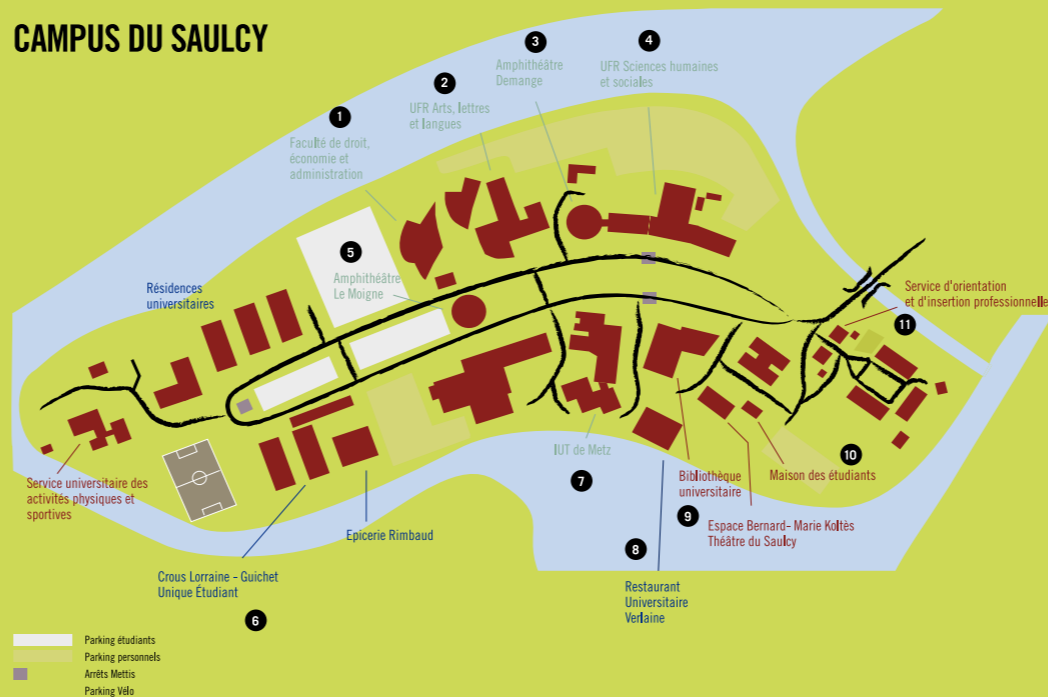 CAMPUS DU SAULCY
1
Faculté de droit,
économie et
administration
2
UFR Arts, lettres
et langues
3
Amphithéâtre
Demange
4
UFR Sciences humaines
et sociales
5
Amphithéâtre
Le Moigne
Résidences
universitaires
Service d'orientation
et d'insertion professionnelle
11
Service universitaire des
activités physiques et
sportives
Epicerie Rimbaud
Crous Lorraine - Guichet
Unique Étudiant
6
IUT de Metz
7
Bibliothèque
universitaire
9
Maison des étudiants
10
Espace Bernard- Marie Koltès
Théâtre du Saulcy
8
Restaurant
Universitaire
Verlaine
Parking étudiants
Parking personnels
Arrêts Mettis
Parking Vélo